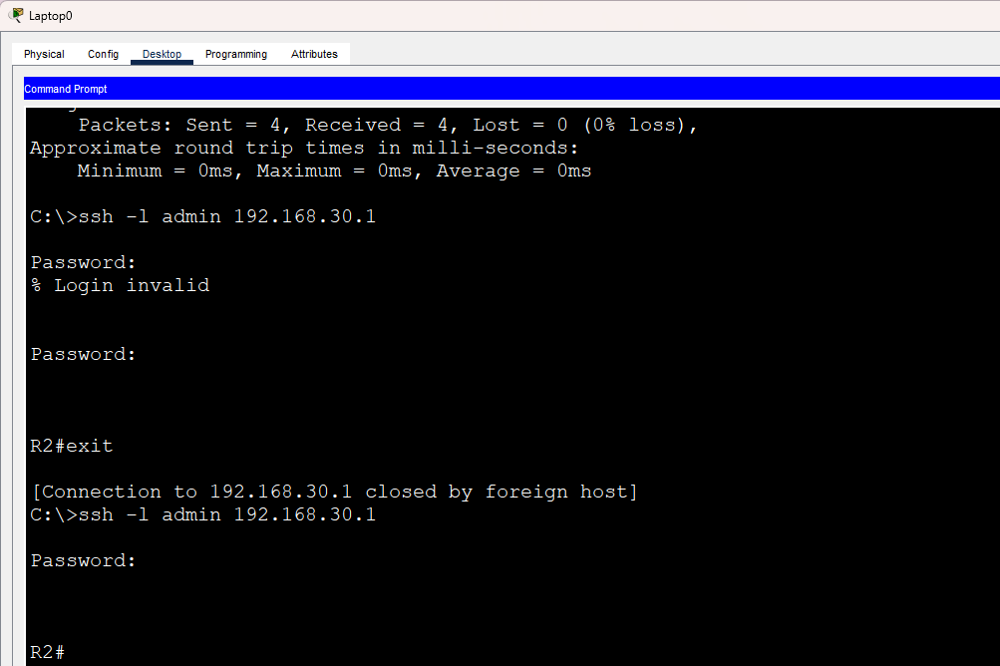 Laptop0
Physical Config Desktop Programming Attributes
Command Prompt
Packets: Sent = 4, Received = 4, Lost = 0 (0% loss),
Approximate round trip times in milli-seconds:
Minimum = 0ms, Maximum = 0ms, Average = 0ms
C:\>ssh -l admin 192.168.30.1
Password:
% Login invalid
Password:
R2#exit
[Connection to 192.168.30.1 closed by foreign host]
C:\>ssh -l admin 192.168.30.1
Password:
R2#